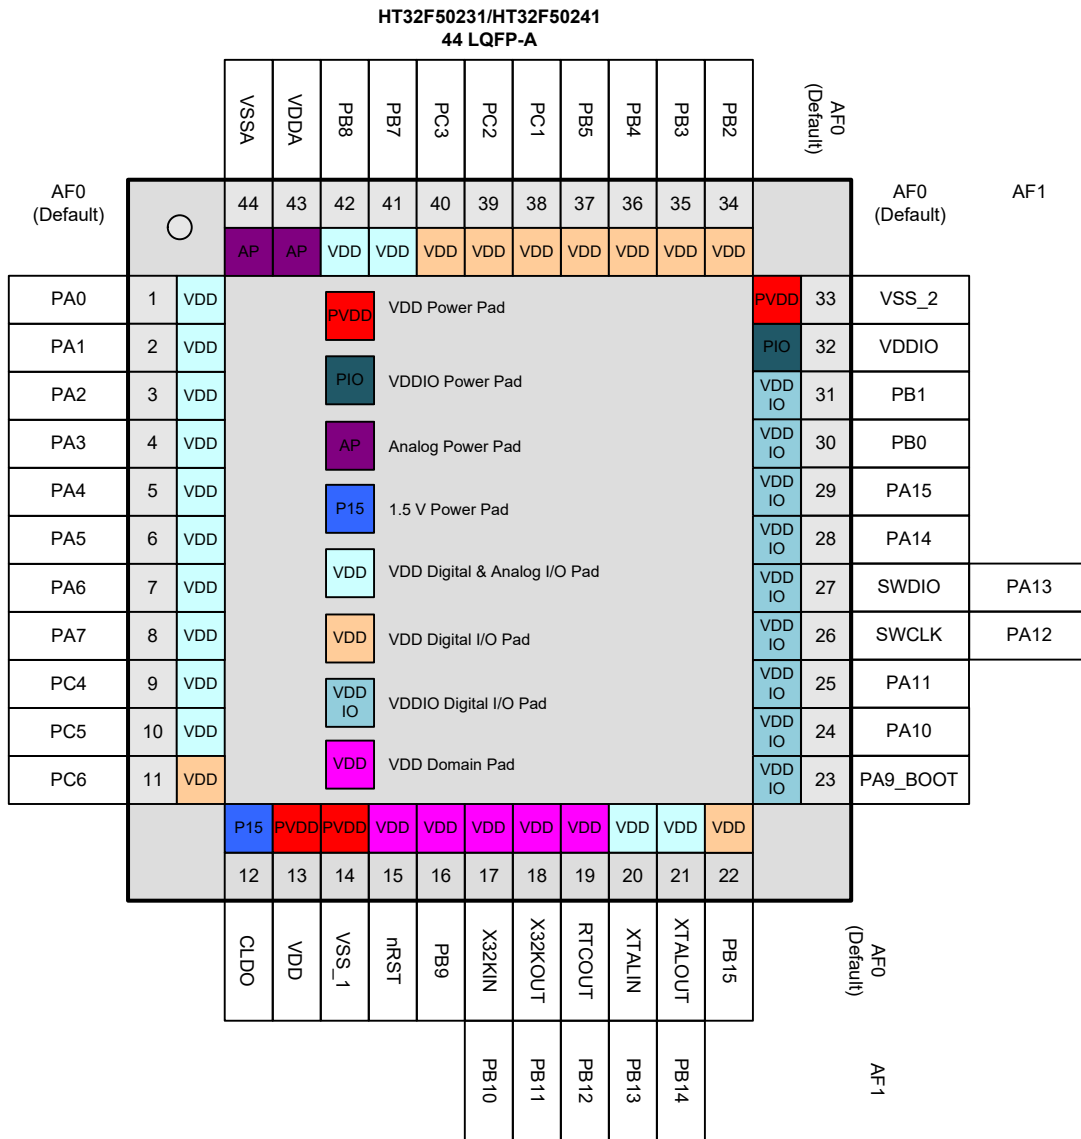 HT32F50231/HT32F50241
44 LQFP-A
VSSA
VDDA
PB8
PB7
PC3
PC2
PC1
PB5
PB4
PB3
PB2
AF0
(Default)
AF0
(Default)
AF0
(Default)
AF1
44 43 42 41 40 39 38 37 36 35 34
AP AP VDD VDD VDD VDD VDD VDD VDD VDD VDD
PA0 1 VDD
PA1 2 VDD
PA2 3 VDD
PA3 4 VDD
PA4 5 VDD
PA5 6 VDD
PA6 7 VDD
PA7 8 VDD
PC4 9 VDD
PC5 10 VDD
PC6 11 VDD
PVDD VDD Power Pad
PIO VDDIO Power Pad
AP Analog Power Pad
P15 1.5 V Power Pad
VDD VDD Digital & Analog I/O Pad
VDD VDD Digital I/O Pad
VDD
IO VDDIO Digital I/O Pad
VDD VDD Domain Pad
PVDD 33 VSS_2
PIO 32 VDDIO
VDD
IO 31 PB1
VDD
IO 30 PB0
VDD
IO 29 PA15
VDD
IO 28 PA14
VDD
IO 27 SWDIO PA13
VDD
IO 26 SWCLK PA12
VDD
IO 25 PA11
VDD
IO 24 PA10
VDD
IO 23 PA9_BOOT
P15 PVDD PVDD VDD VDD VDD VDD VDD VDD VDD VDD
12 13 14 15 16 17 18 19 20 21 22
CLDO
VDD
VSS_1
nRST
PB9
X32KIN
X32KOUT
RTCOUT
XTALIN
XTALOUT
PB15
AF0
(Default)
PB10
PB11
PB12
PB13
PB14
AF1